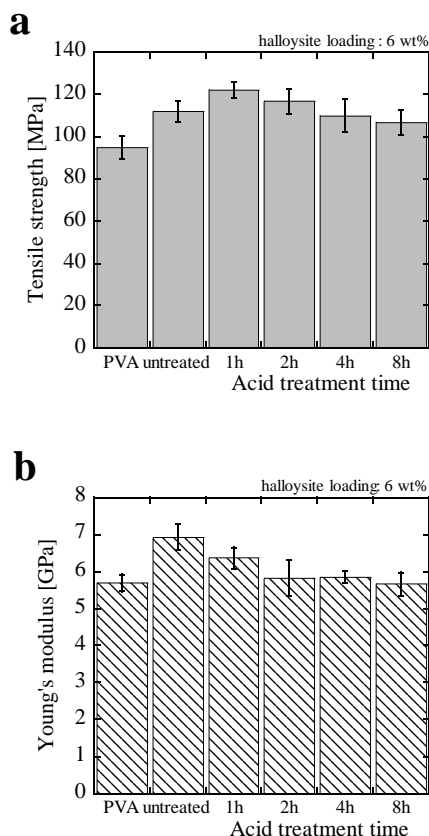 a
halloysite loading : 6 wt%
Tensile strength [MPa]
140
120
100
80
60
40
20
0
PVA untreated 1h 2h 4h 8h
Acid treatment time
b
halloysite loading: 6 wt%
Young's modulus [GPa]
8
7
6
5
4
3
2
1
0
PVA untreated 1h 2h 4h 8h
Acid treatment time